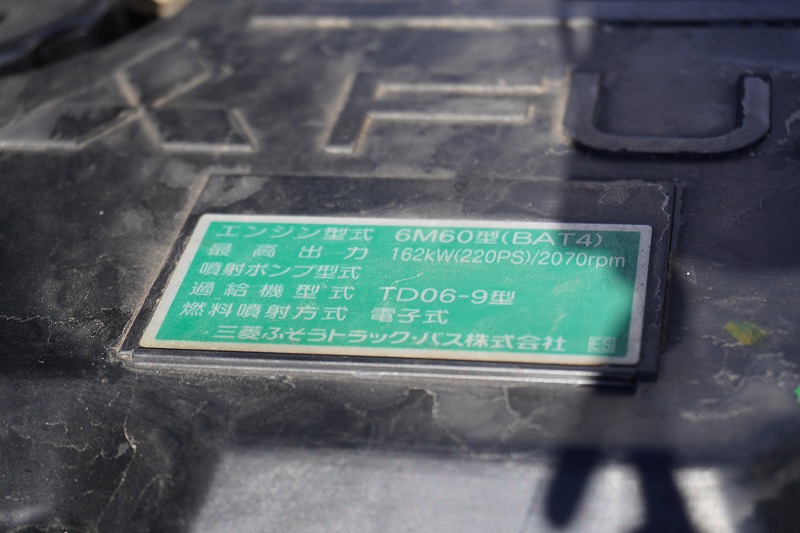 FU
エンジン型式 6M60型(BAT4)
最高出力 162kW(220PS)/2070rpm
噴射ポンプ型式
過給機型式 TD06-9型
燃料噴射方式 電子式
三菱ふそうトラック・バス株式会社 ES